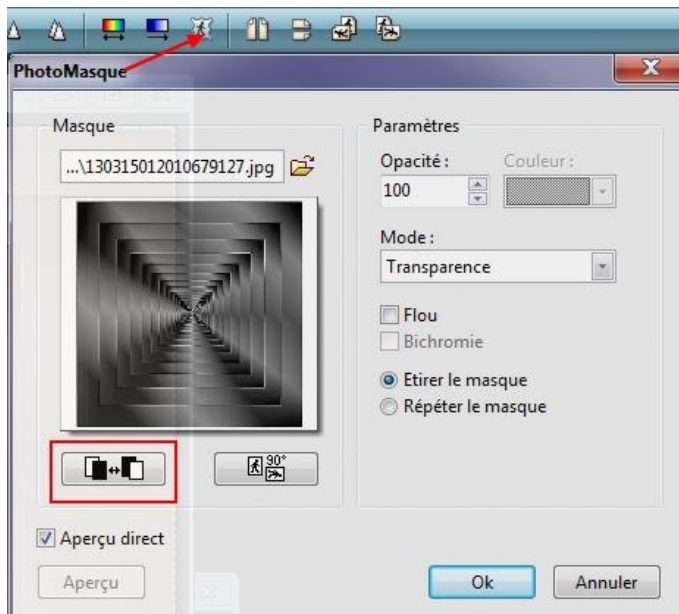 PhotoMasque
Masque
...\130315012010679127.jpg
90°
Aperçu direct
Aperçu
Paramètres
Opacité :
Couleur :
100
Mode :
Transparence
Flou
Bichromie
Etirer le masque
Répéter le masque
Ok
Annuler